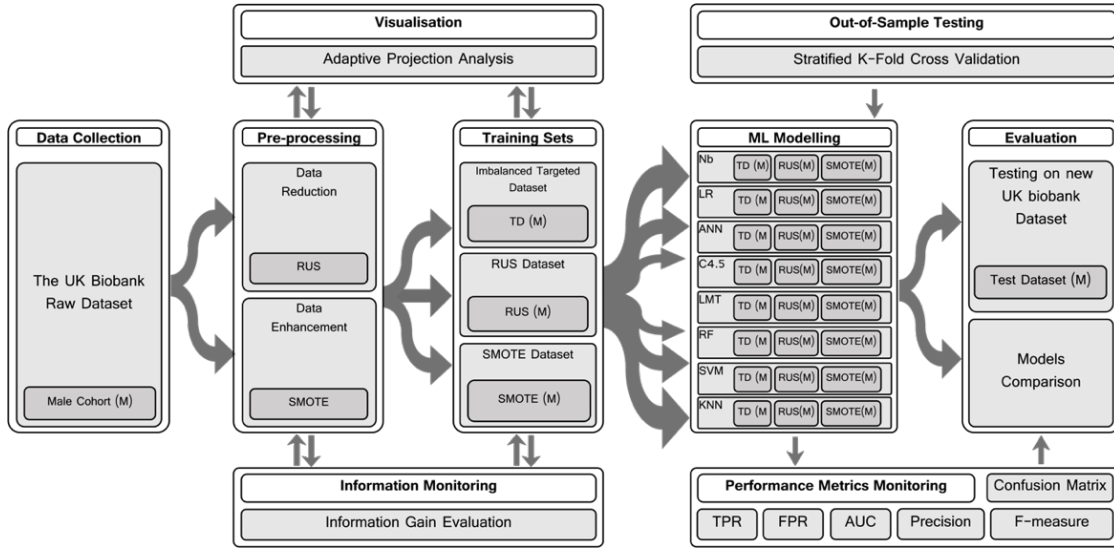 Visualisation
Adaptive Projection Analysis
Out-of-Sample Testing
Stratified K-Fold Cross Validation
Data Collection
The UK Biobank
Raw Dataset
Male Cohort (M)
Pre-processing
Data
Reduction
RUS
Data
Enhancement
SMOTE
Training Sets
Imbalanced Targeted
Dataset
TD (M)
RUS Dataset
RUS (M)
SMOTE Dataset
SMOTE (M)
ML Modelling
Nb
TD (M RUS(M) SMOTE(M)
LR
TD (M RUS(M) SMOTE(M)
ANN
TD (M RUS(M) SMOTE(M)
C4.5
TD (M RUS(M) SMOTE(M)
LMT
TD (M RUS(M) SMOTE(M)
RF
TD (M RUS(M) SMOTE(M)
SVM
TD (M RUS(M) SMOTE(M)
KNN
TD (M RUS(M) SMOTE(M)
Evaluation
Testing on new
UK biobank
Dataset
Test Dataset (M)
Models
Comparison
Information Monitoring
Information Gain Evaluation
Performance Metrics Monitoring
Confusion Matrix
TPR
FPR
AUC
Precision
F-measure